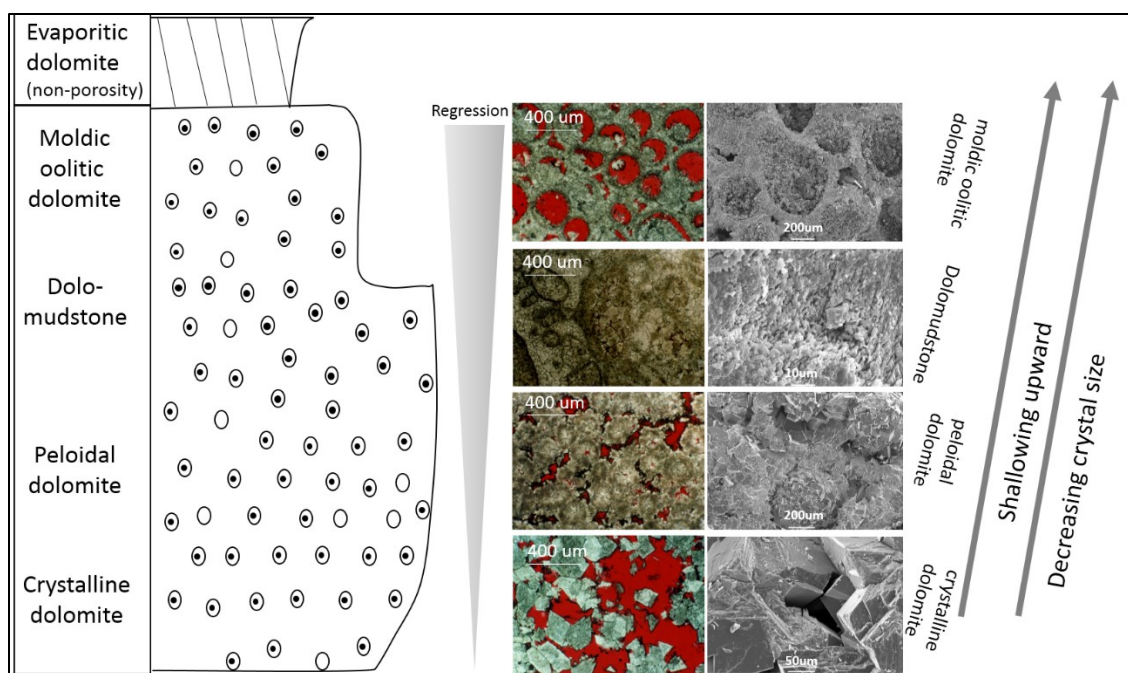 Evaporitic
dolomite
(non-porosity)
Moldic
oolitic
dolomite
Dolo-
mudstone
Peloidal
dolomite
Crystalline
dolomite
Regression
400 um
200um
moldic oolitic
dolomite
400 um
10um
Dolomudstone
400 um
200um
peloidal
dolomite
400 um
50um
crystalline
dolomite
Shallowing upward
Decreasing crystal size